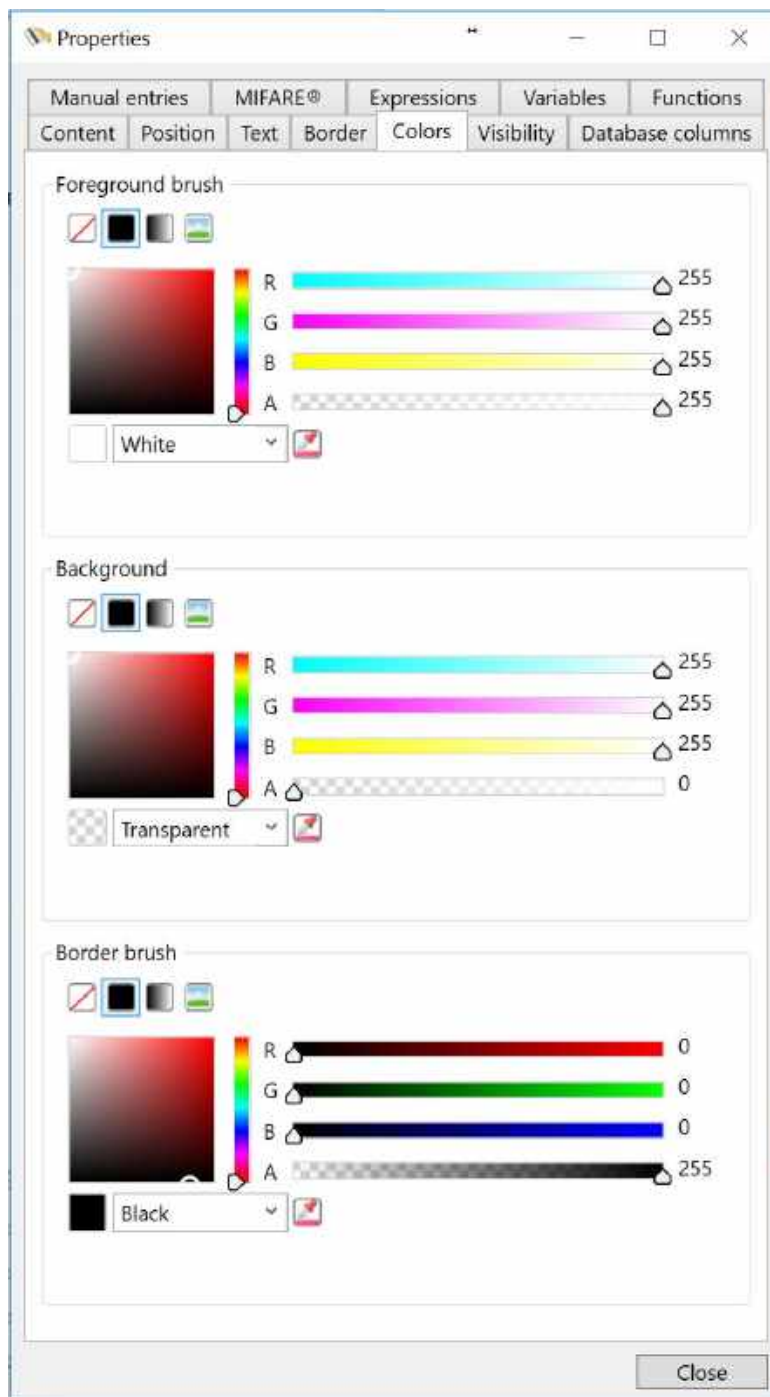 Properties
Manual entries MIFARE® Expressions Variables Functions
Content Position Text Border Colors Visibility Database columns
Foreground brush
R 255
G 255
B 255
A 255
White
Background
R 255
G 255
B 255
A 0
Transparent
Border brush
R 0
G 0
B 0
A 255
Black
Close